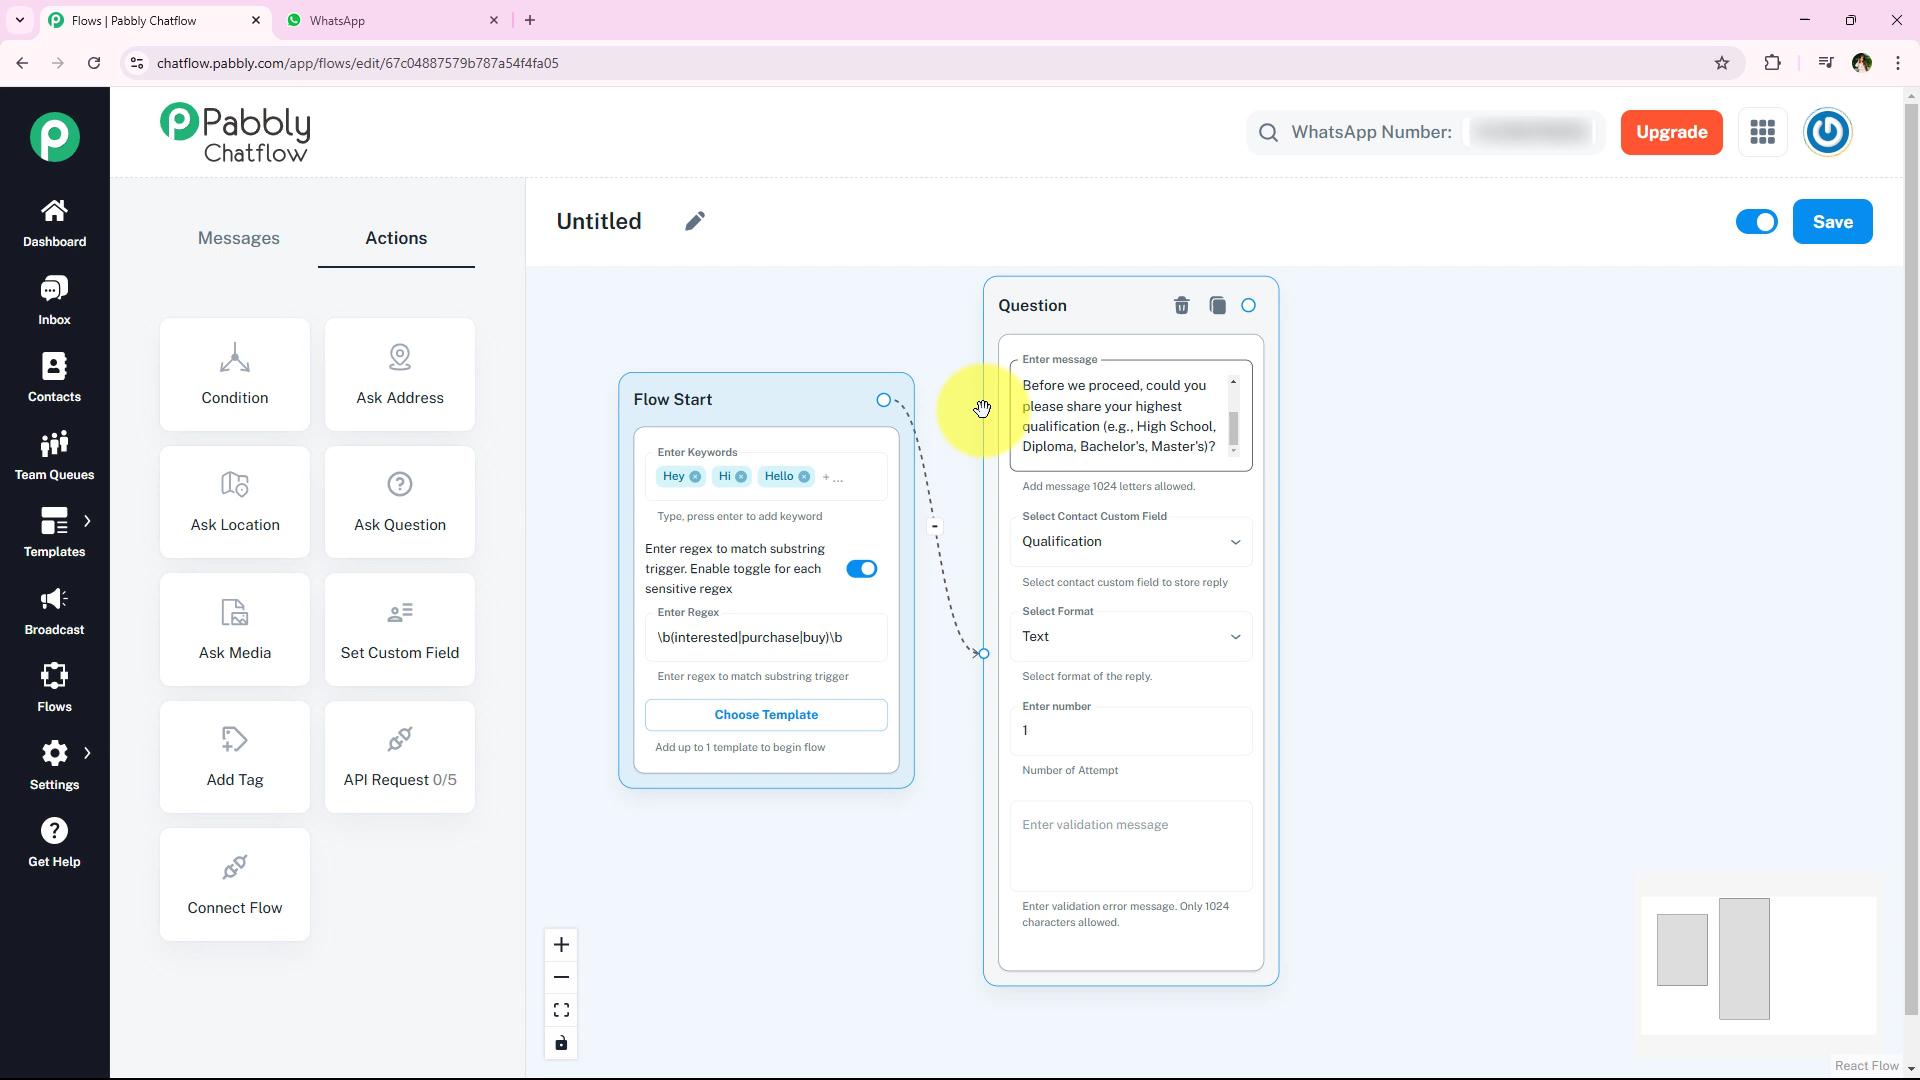 Flows | Pabbly Chatflow
WhatsApp
chatflow.pabbly.com/app/flows/edit/67c04887579b787a54f4fa05
Pabbly
Chatflow
WhatsApp Number:
Upgrade
Dashboard
Inbox
Contacts
Team Queues
Templates
Broadcast
Flows
Settings
Get Help
Messages
Actions
Condition
Ask Address
Ask Location
Ask Question
Ask Media
Set Custom Field
Add Tag
API Request 0/5
Connect Flow
Untitled
Save
Flow Start
Enter Keywords
Hey
Hi
Hello
+ ...
Type, press enter to add keyword
Enter regex to match substring
trigger. Enable toggle for each
sensitive regex
Enter Regex
\b(interested|purchase|buy)\b
Enter regex to match substring trigger
Choose Template
Add up to 1 template to begin flow
Question
Enter message
Before we proceed, could you
please share your highest
qualification (e.g., High School,
Diploma, Bachelor's, Master's)?
Add message 1024 letters allowed.
Select Contact Custom Field
Qualification
Select contact custom field to store reply
Select Format
Text
Select format of the reply.
Enter number
1
Number of Attempt
Enter validation message
Enter validation error message. Only 1024
characters allowed.
React Flow